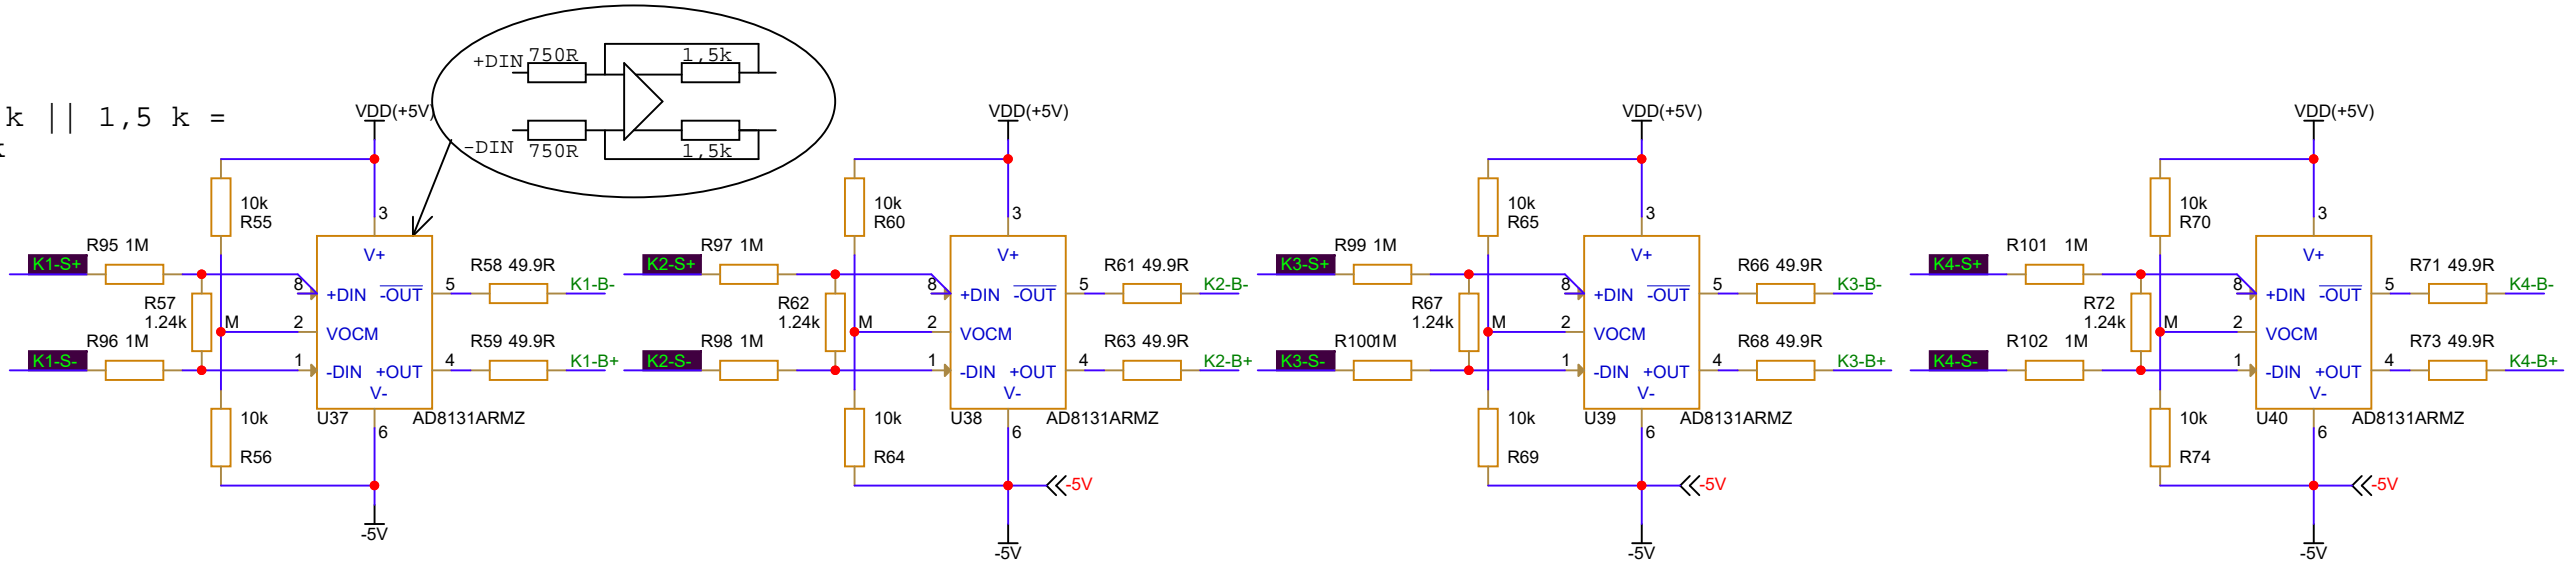 +DIN 750R 1,5k
k || 1,5 k =
-DIN 750R 1,5k
VDD(+5V) VDD(+5V) VDD(+5V) VDD(+5V)
10k 10k 10k 10k
R55 R60 R65 R70
3 3 3 3
K1-S+ R95 1M V+ K2-S+ R97 1M V+ K3-S+ R99 1M V+ K4-S+ R101 1M V+
R58 49.9R R61 49.9R R66 49.9R R71 49.9R
8 +DIN -OUT 5 K1-B- 8 +DIN -OUT 5 K2-B- 8 +DIN -OUT 5 K3-B- 8 +DIN -OUT 5 K4-B-
R57 R62 R67 R72
1.24k M 2 VOCM 1.24k M 2 VOCM 1.24k M 2 VOCM 1.24k M 2 VOCM
K1-S- R96 1M R59 49.9R K2-S- R98 1M R63 49.9R K3-S- R100 1M R68 49.9R K4-S- R102 1M R73 49.9R
1 -DIN +OUT 4 K1-B+ 1 -DIN +OUT 4 K2-B+ 1 -DIN +OUT 4 K3-B+ 1 -DIN +OUT 4 K4-B+
V- V- V- V-
10k U37 AD8131ARMZ 10k U38 AD8131ARMZ 10k U39 AD8131ARMZ 10k U40 AD8131ARMZ
6 6 6 6
R56 R64 R69 R74
-5V -5V -5V
-5V -5V -5V -5V